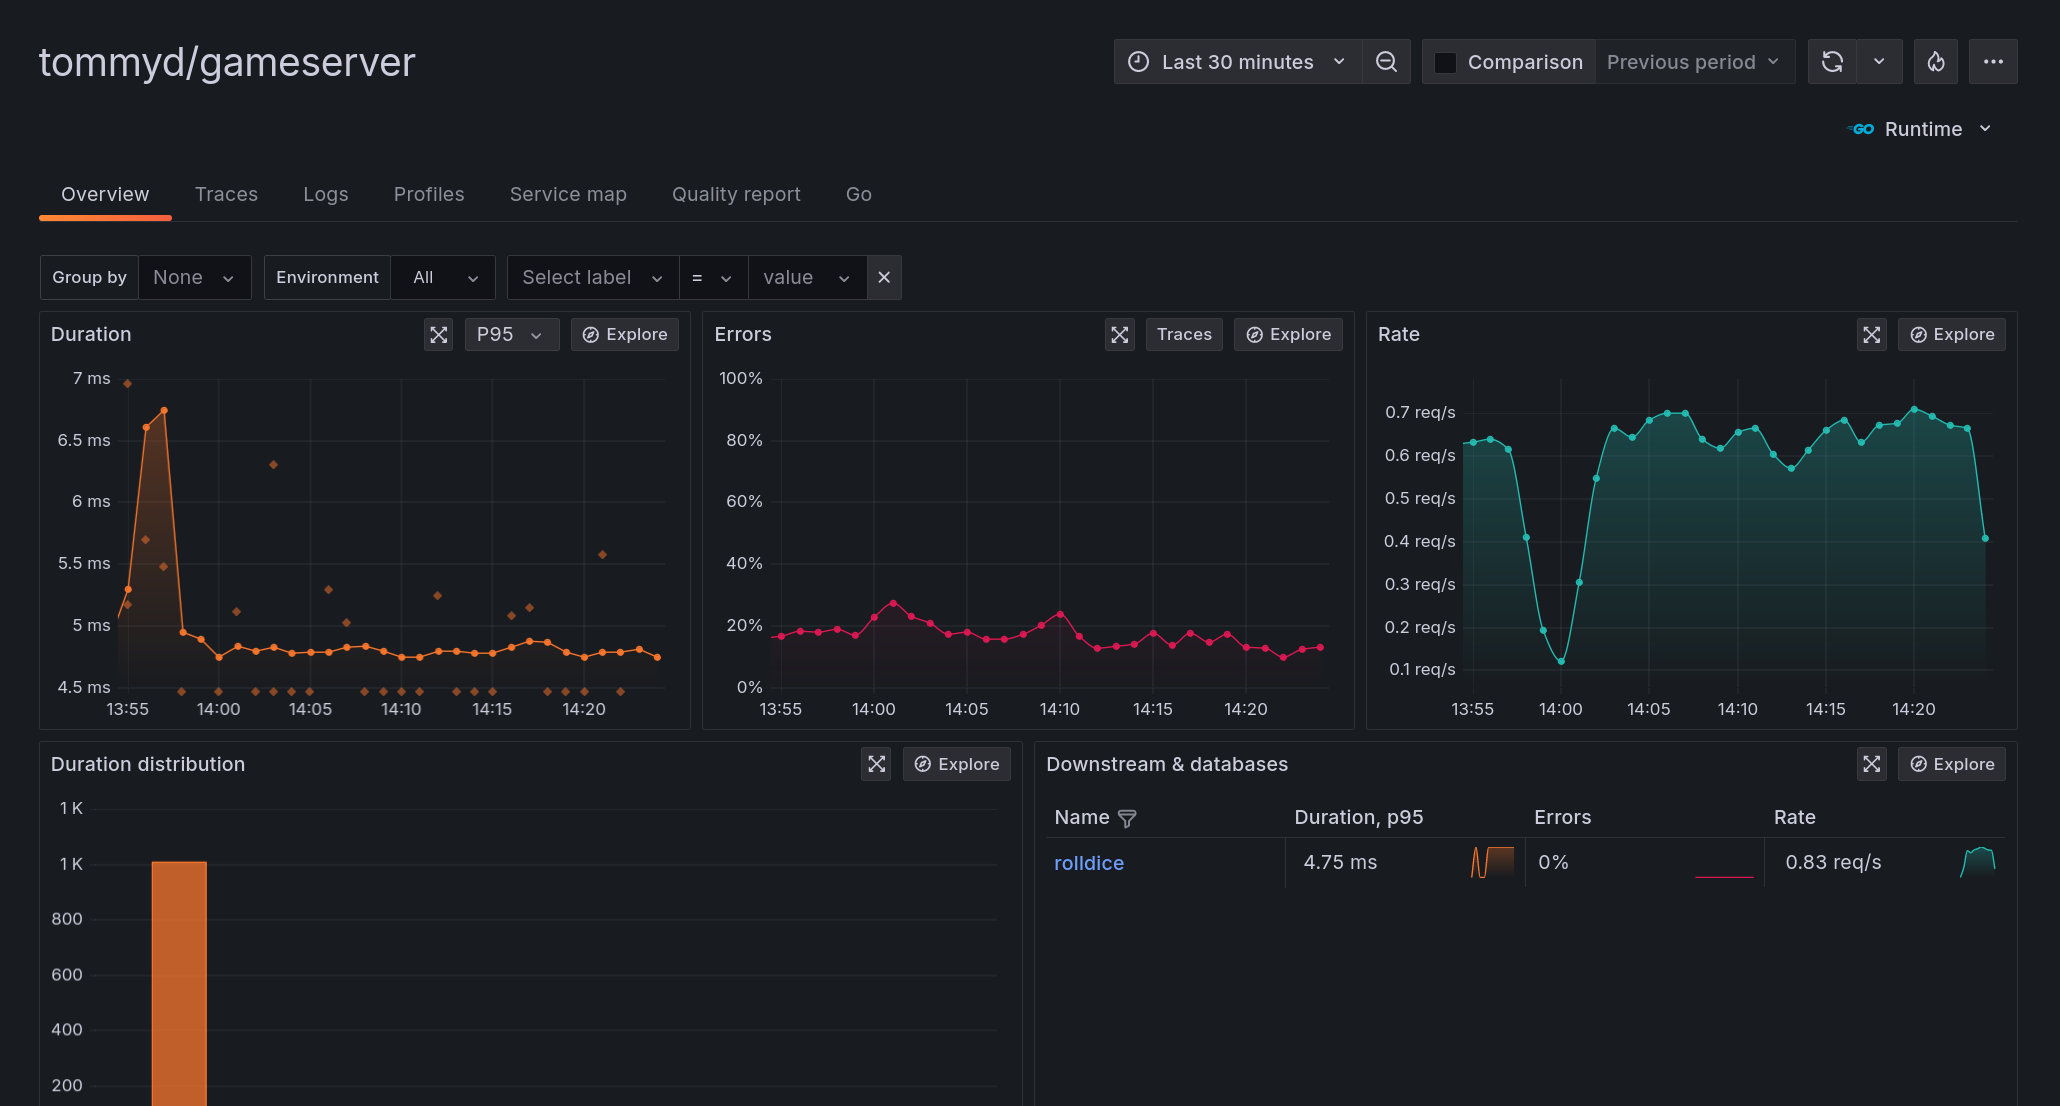 tommyd/gameserver
Last 30 minutes
Comparison
Previous period
GO Runtime
Overview Traces Logs Profiles Service map Quality report Go
Group by None Environment All Select label = value
Duration P95 Explore
7 ms
6.5 ms
6 ms
5.5 ms
5 ms
4.5 ms
13:55 14:00 14:05 14:10 14:15 14:20
Errors Traces Explore
100%
80%
60%
40%
20%
0%
13:55 14:00 14:05 14:10 14:15 14:20
Rate Explore
0.7 req/s
0.6 req/s
0.5 req/s
0.4 req/s
0.3 req/s
0.2 req/s
0.1 req/s
13:55 14:00 14:05 14:10 14:15 14:20
Duration distribution Explore
1 K
1 K
800
600
400
200
Downstream & databases Explore
Name Duration, p95 Errors Rate
rolldice 4.75 ms 0% 0.83 req/s